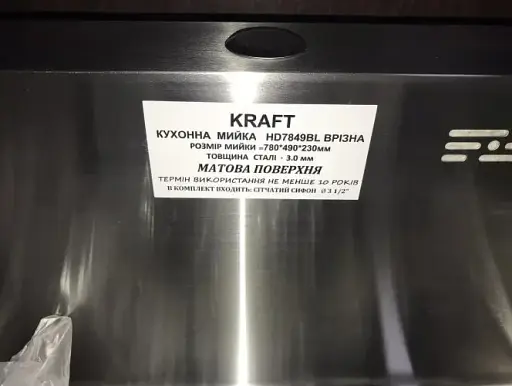 KRAFT
КУХОННА МИЙКА HD7849BL ВРІЗНА
РОЗМІР МИЙКИ =780*490*230мм
ТОВЩИНА СТАЛІ - 3.0 мм
МАТОВА ПОВЕРХНЯ
ТЕРМІН ВИКОРИСТАННЯ НЕ МЕНШЕ 10 РОКІВ
В КОМПЛЕКТ ВХОДИТЬ: СІТЧАТИЙ СИФОН 3 1/2"